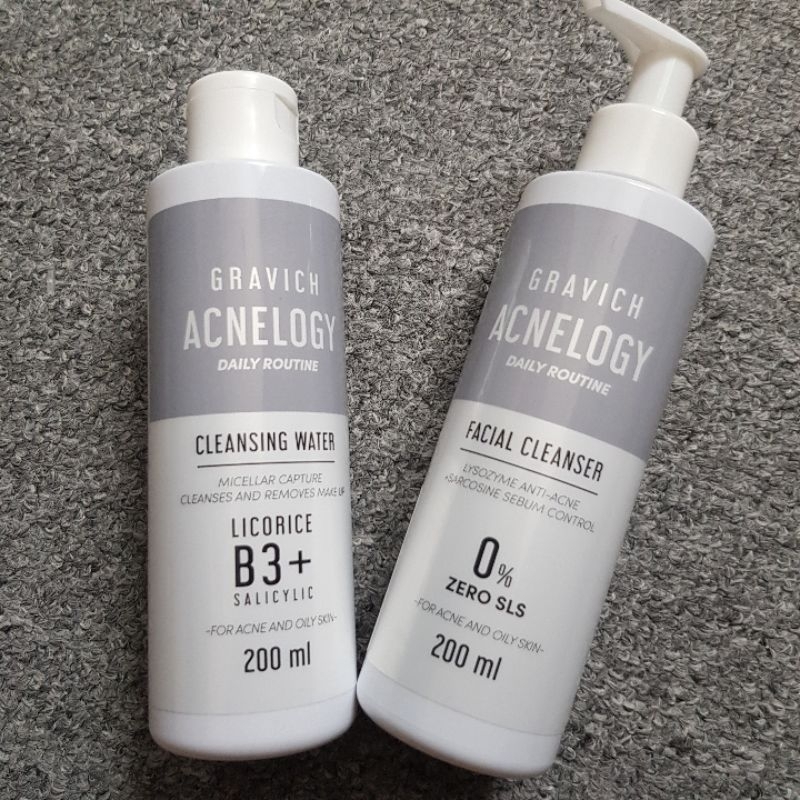 GRAVICH
ACNELOGY
DAILY ROUTINE
CLEANSING WATER
MICELLAR CAPTURE
CLEANSES AND REMOVES MAKE UP
LICORICE
B3+
SALICYLIC
-FOR ACNE AND OILY SKIN-
200 ml
GRAVICH
ACNELOGY
DAILY ROUTINE
FACIAL CLEANSER
LYSOZYME ANTI-ACNE
+SARCOSINE SEBUM CONTROL
0%
ZERO SLS
-FOR ACNE AND OILY SKIN-
200 ml